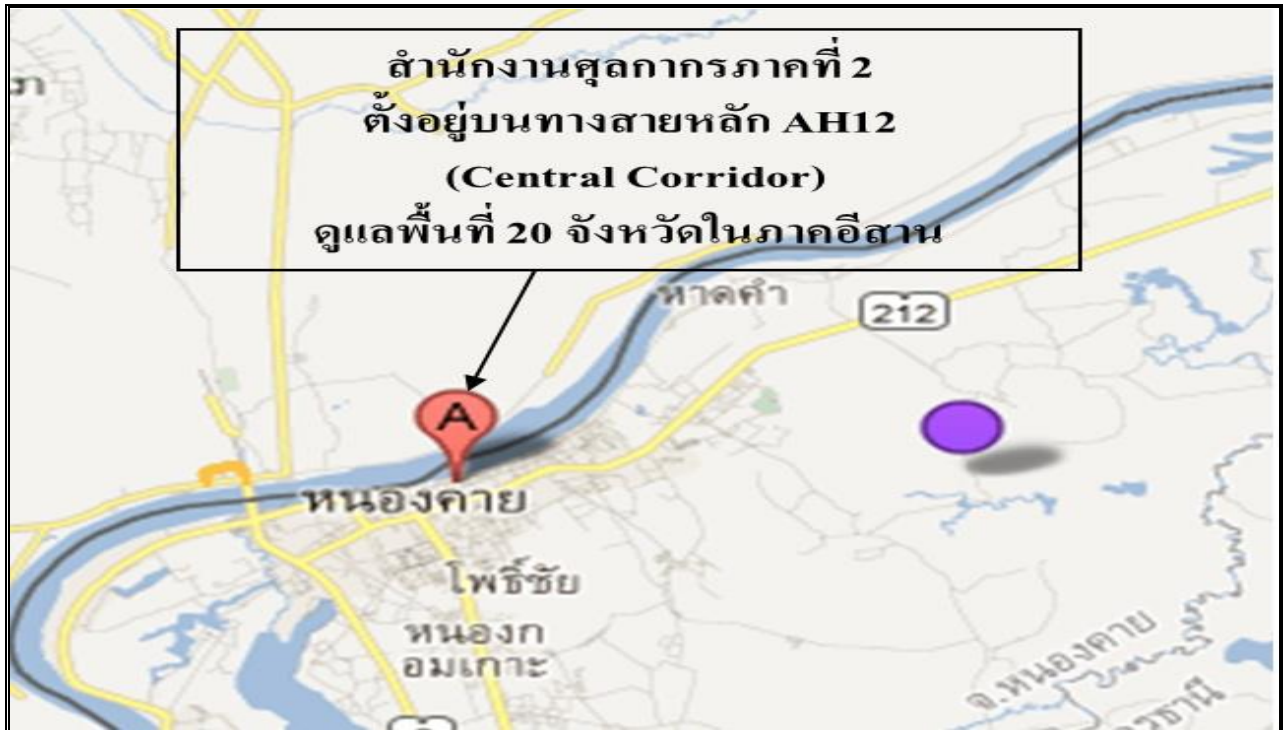 สำนักงานศุลกากรภาคที่ 2
ตั้งอยู่บนทางสายหลัก AH12
(Central Corridor)
ดูแลพื้นที่ 20 จังหวัดในภาคอีสาน
หาดคำ
212
A
หนองคาย
โพธิ์ชัย
หนองก
อมเกาะ
จ.หนองคาย